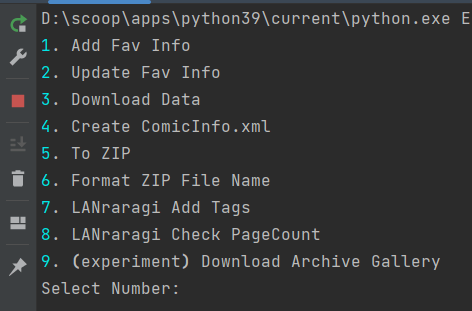 D:\scoop\apps\python39\current\python.exe E
1. Add Fav Info
2. Update Fav Info
3. Download Data
4. Create ComicInfo.xml
5. To ZIP
6. Format ZIP File Name
7. LANraragi Add Tags
8. LANraragi Check PageCount
9. (experiment) Download Archive Gallery
Select Number: